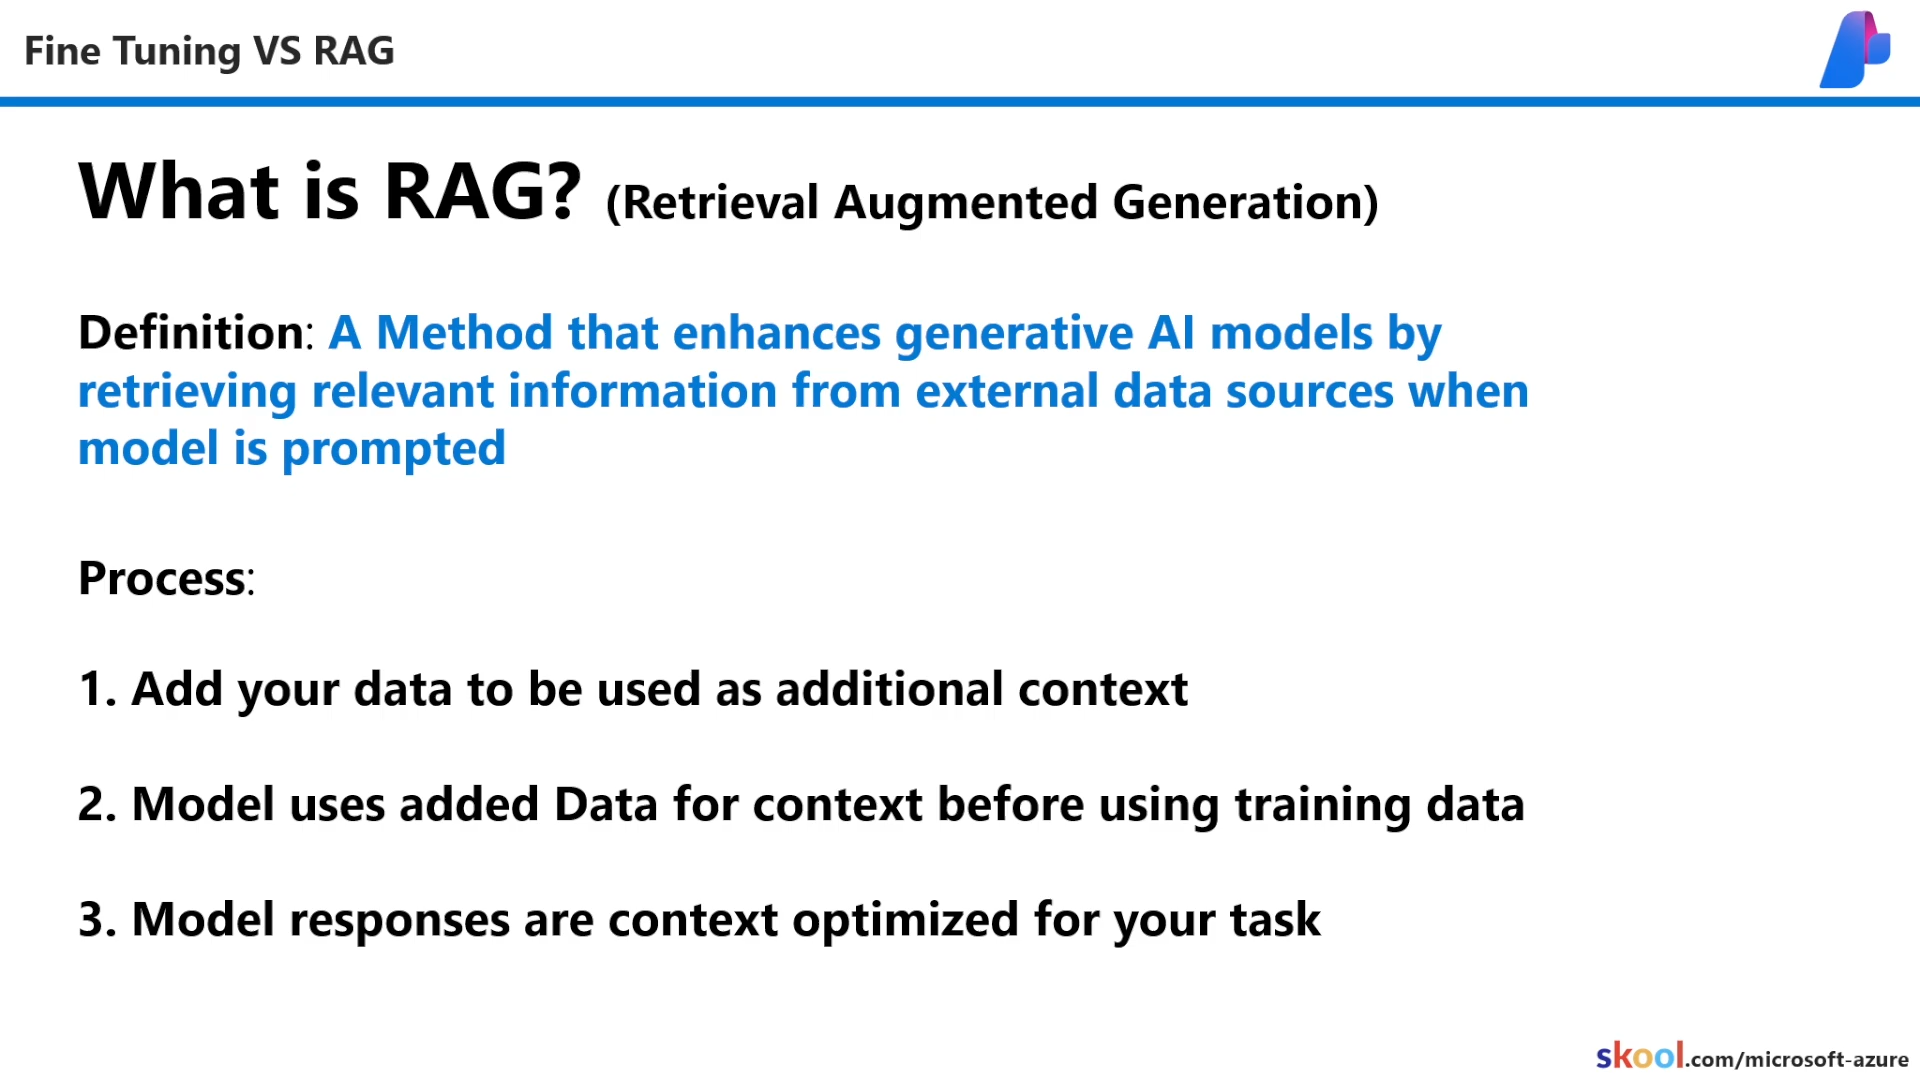 Fine Tuning VS RAG
What is RAG? (Retrieval Augmented Generation)
Definition: A Method that enhances generative AI models by
retrieving relevant information from external data sources when
model is prompted
Process:
1. Add your data to be used as additional context
2. Model uses added Data for context before using training data
3. Model responses are context optimized for your task
skool.com/microsoft-azure